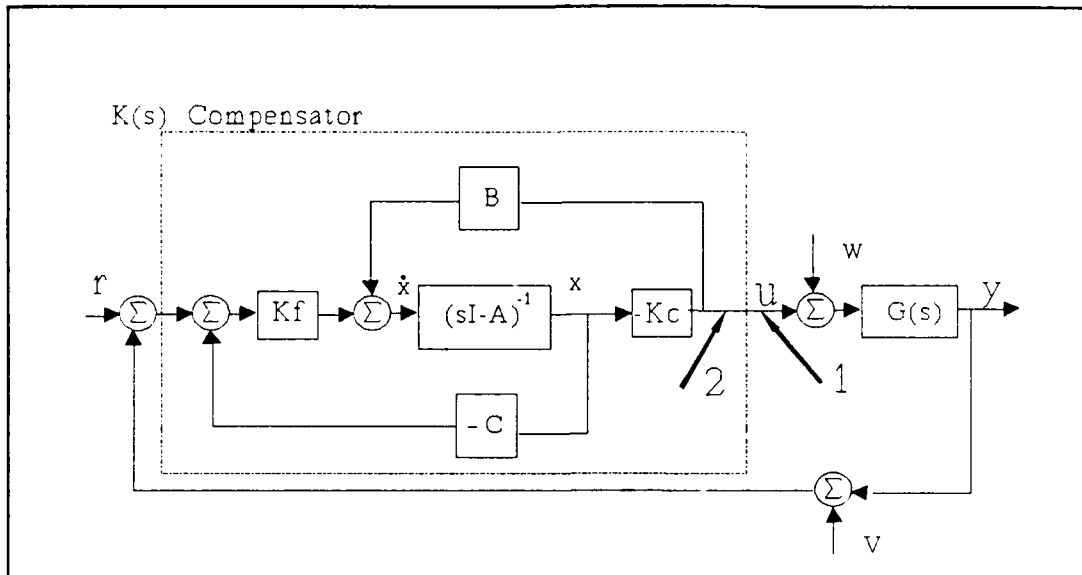 K(s) Compensator
B
r
Σ
Σ
Kf
Σ
ẋ
(sI-A)⁻¹
x
-Kc
u
w
Σ
G(s)
y
2
1
-C
Σ
v